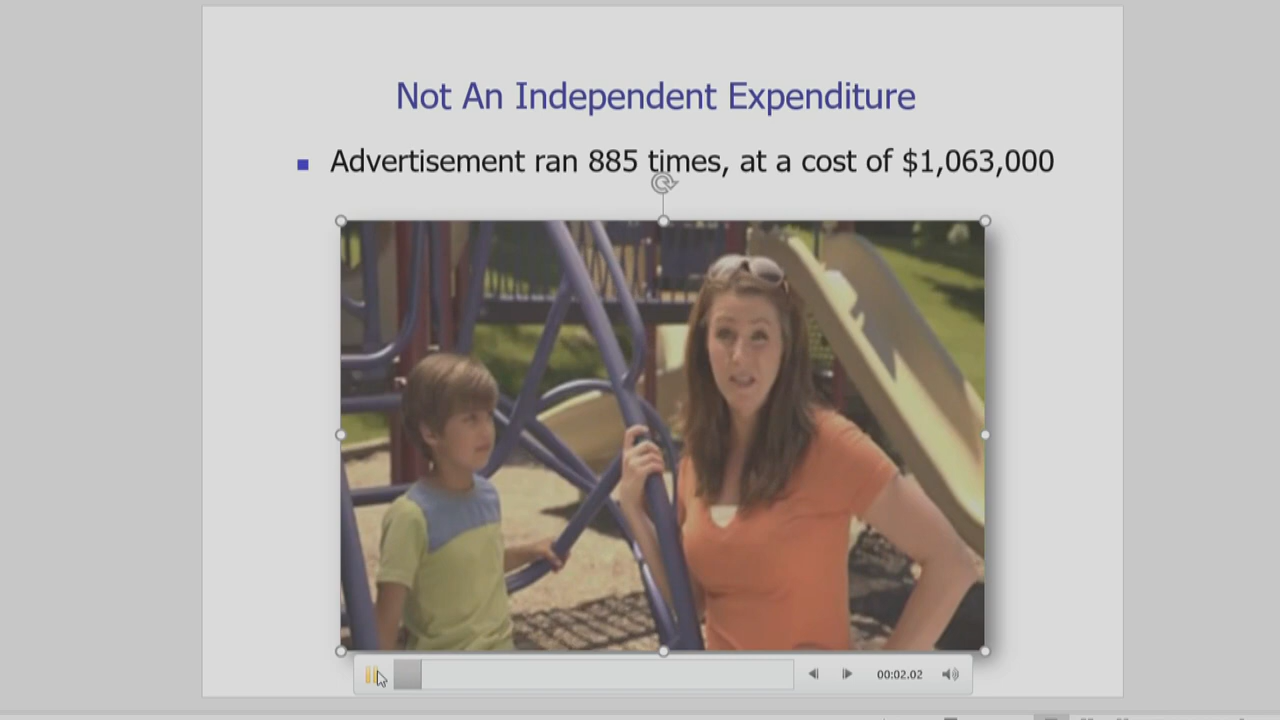 Not An Independent Expenditure
Advertisement ran 885 times, at a cost of $1,063,000
00:02.02